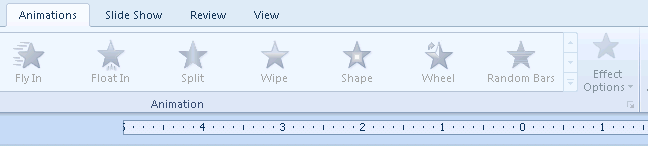 Animations Slide Show Review View
Fly In Float In Split Wipe Shape Wheel Random Bars Effect Options
Animation
5 4 3 2 1 0 1